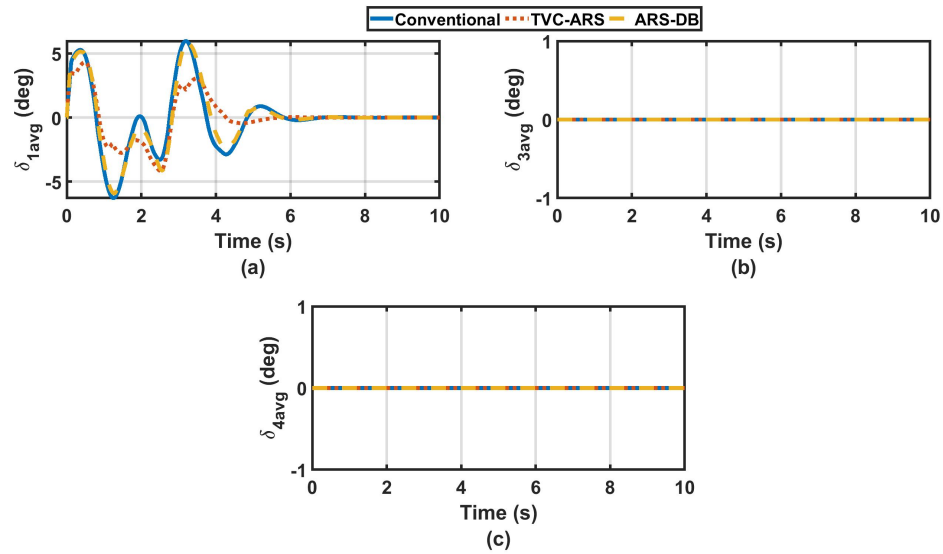 Conventional TVC-ARS ARS-DB
5
0
-5
δ1avg (deg)
0 2 4 6 8 10
Time (s)
(a)
1
0
-1
δ3avg (deg)
0 2 4 6 8 10
Time (s)
(b)
1
0
-1
δ4avg (deg)
0 2 4 6 8 10
Time (s)
(c)